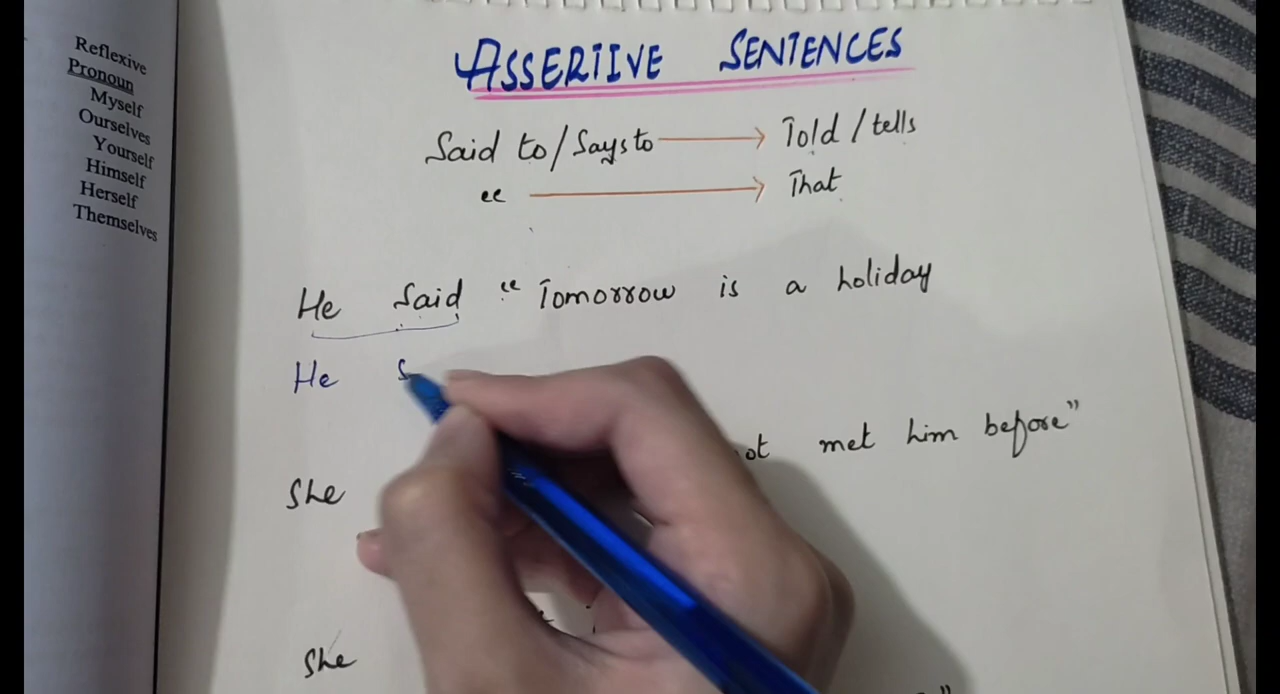 Reflexive
Pronoun
Myself
Ourselves
Yourself
Himself
Herself
Themselves
ASSERTIVE SENTENCES
Said to/Says to → Told/tells
“ → That
He Said “Tomorrow is a holiday
He S
She ot met him before”
She ”